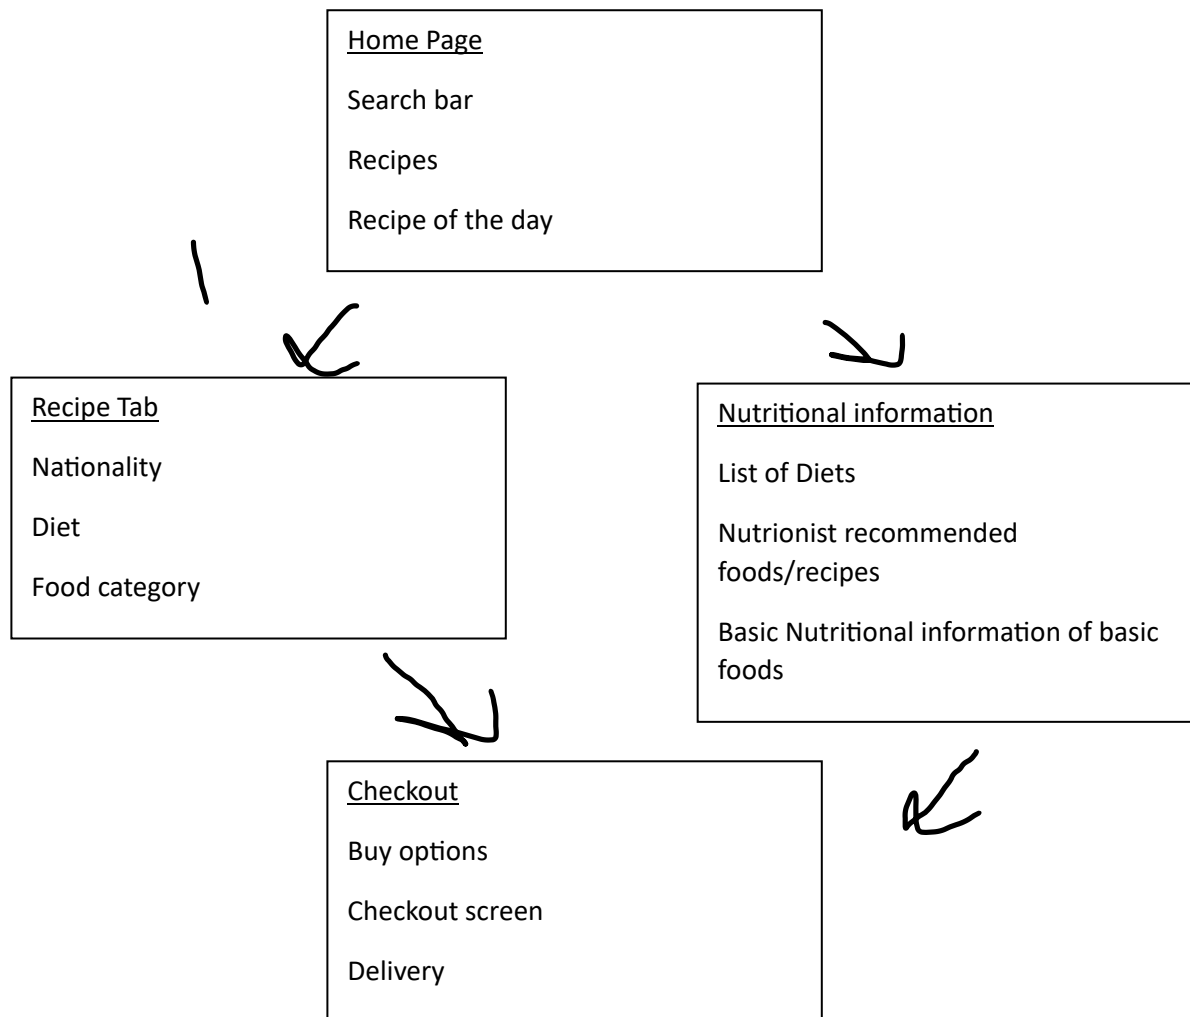 Home Page
Search bar
Recipes
Recipe of the day
Recipe Tab
Nationality
Diet
Food category
Nutritional information
List of Diets
Nutrionist recommended
foods/recipes
Basic Nutritional information of basic
foods
Checkout
Buy options
Checkout screen
Delivery